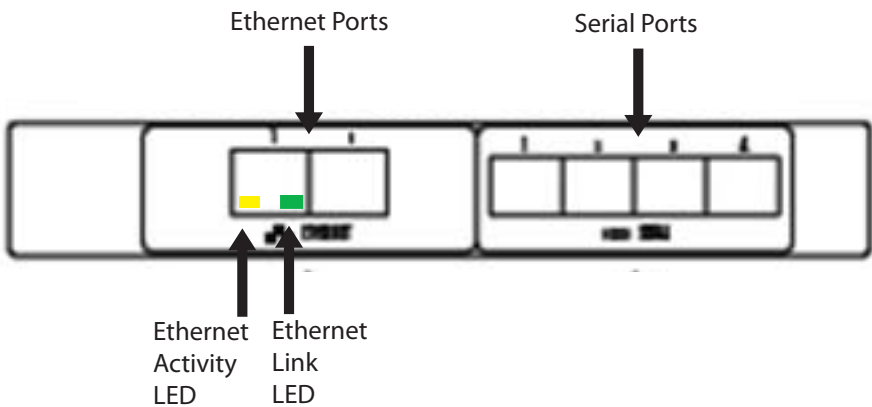 Ethernet Ports
Serial Ports
Ethernet
Activity
LED
Ethernet
Link
LED